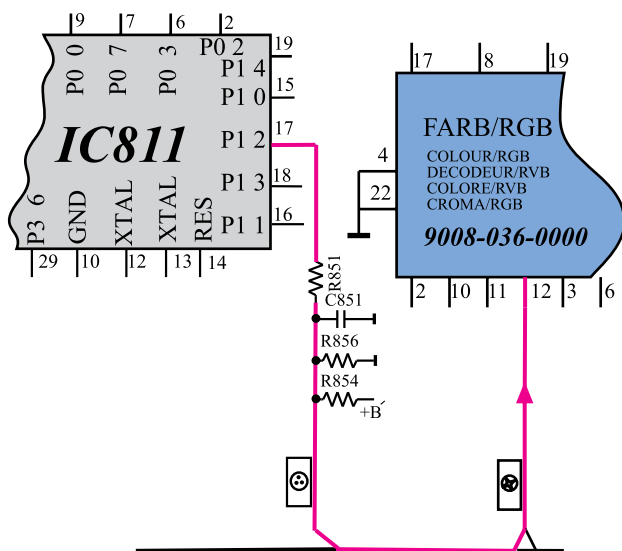 9 7 6 2
P0 0 P0 7 P0 3 P0 2
19
P1 4
15
P1 0
17
P1 2
IC811
18
P1 3
16
P1 1
P3 6 GND XTAL XTAL RES
29 10 12 13 14
R851
C851
R856
R854
+B´
17 8 19
FARB/RGB
4
COLOUR/RGB
DECODEUR/RVB
22
COLORE/RVB
CROMA/RGB
9008-036-0000
2 10 11 12 3 6